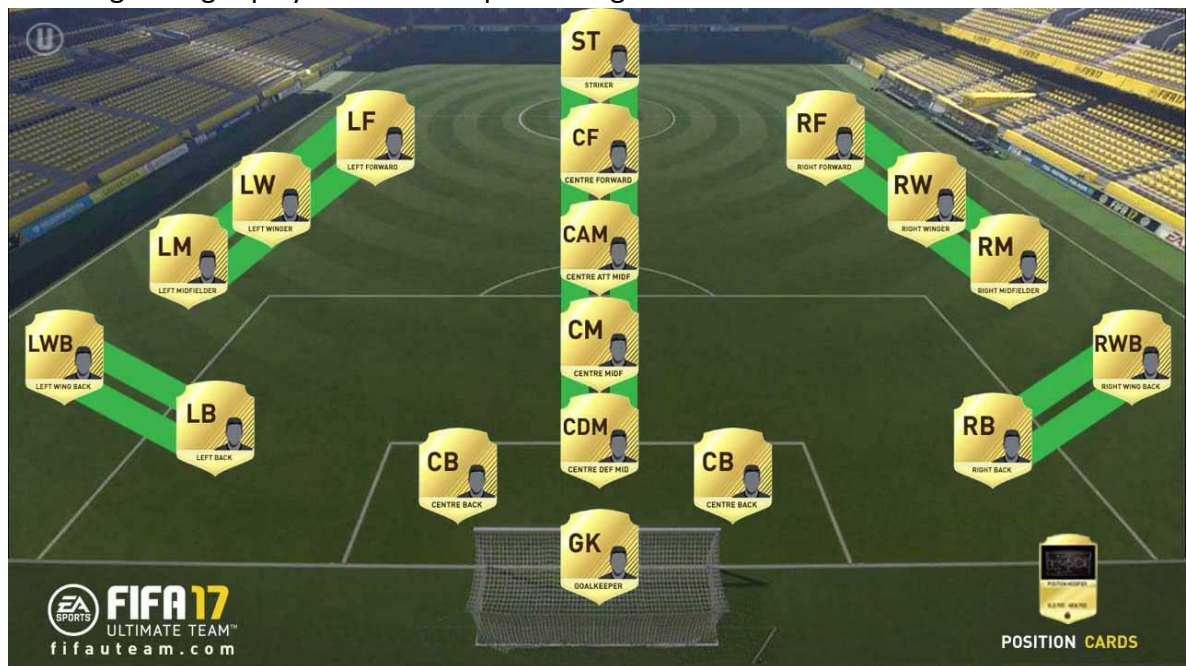 U
ST
STRIKER
LF
LEFT FORWARD
CF
CENTRE FORWARD
RF
RIGHT FORWARD
LW
LEFT WINGER
RW
RIGHT WINGER
LM
LEFT MIDFIELDER
CAM
CENTRE ATT MIDF
RM
RIGHT MIDFIELDER
LWB
LEFT WING BACK
CM
CENTRE MIDF
RWB
RIGHT WING BACK
LB
LEFT BACK
CDM
CENTRE DEF MID
RB
RIGHT BACK
CB
CENTRE BACK
CB
CENTRE BACK
GK
GOALKEEPER
POSITION MODIFIER
EA SPORTS
FIFA 17
ULTIMATE TEAM™
fifauteam.com
POSITION CARDS